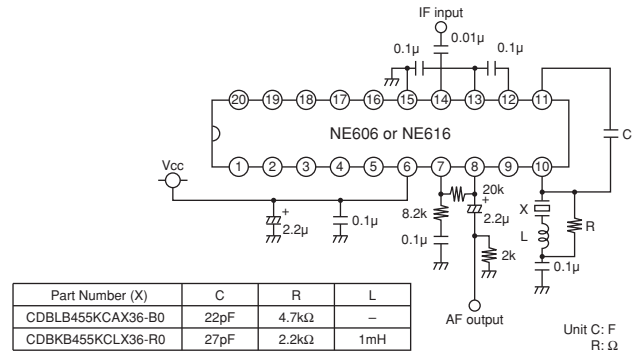 IF input
0.01μ
0.1μ
0.1μ
20 19 18 17 16 15 14 13 12 11
C
NE606 or NE616
1 2 3 4 5 6 7 8 9 10
Vcc
20k
+
2.2μ
0.1μ
8.2k
+
2.2μ
X
R
L
0.1μ
2k
0.1μ
AF output
Part Number (X) C R L
CDBLB455KCAX36-B0 22pF 4.7kΩ –
CDBKB455KCLX36-R0 27pF 2.2kΩ 1mH
Unit C: F
R: Ω